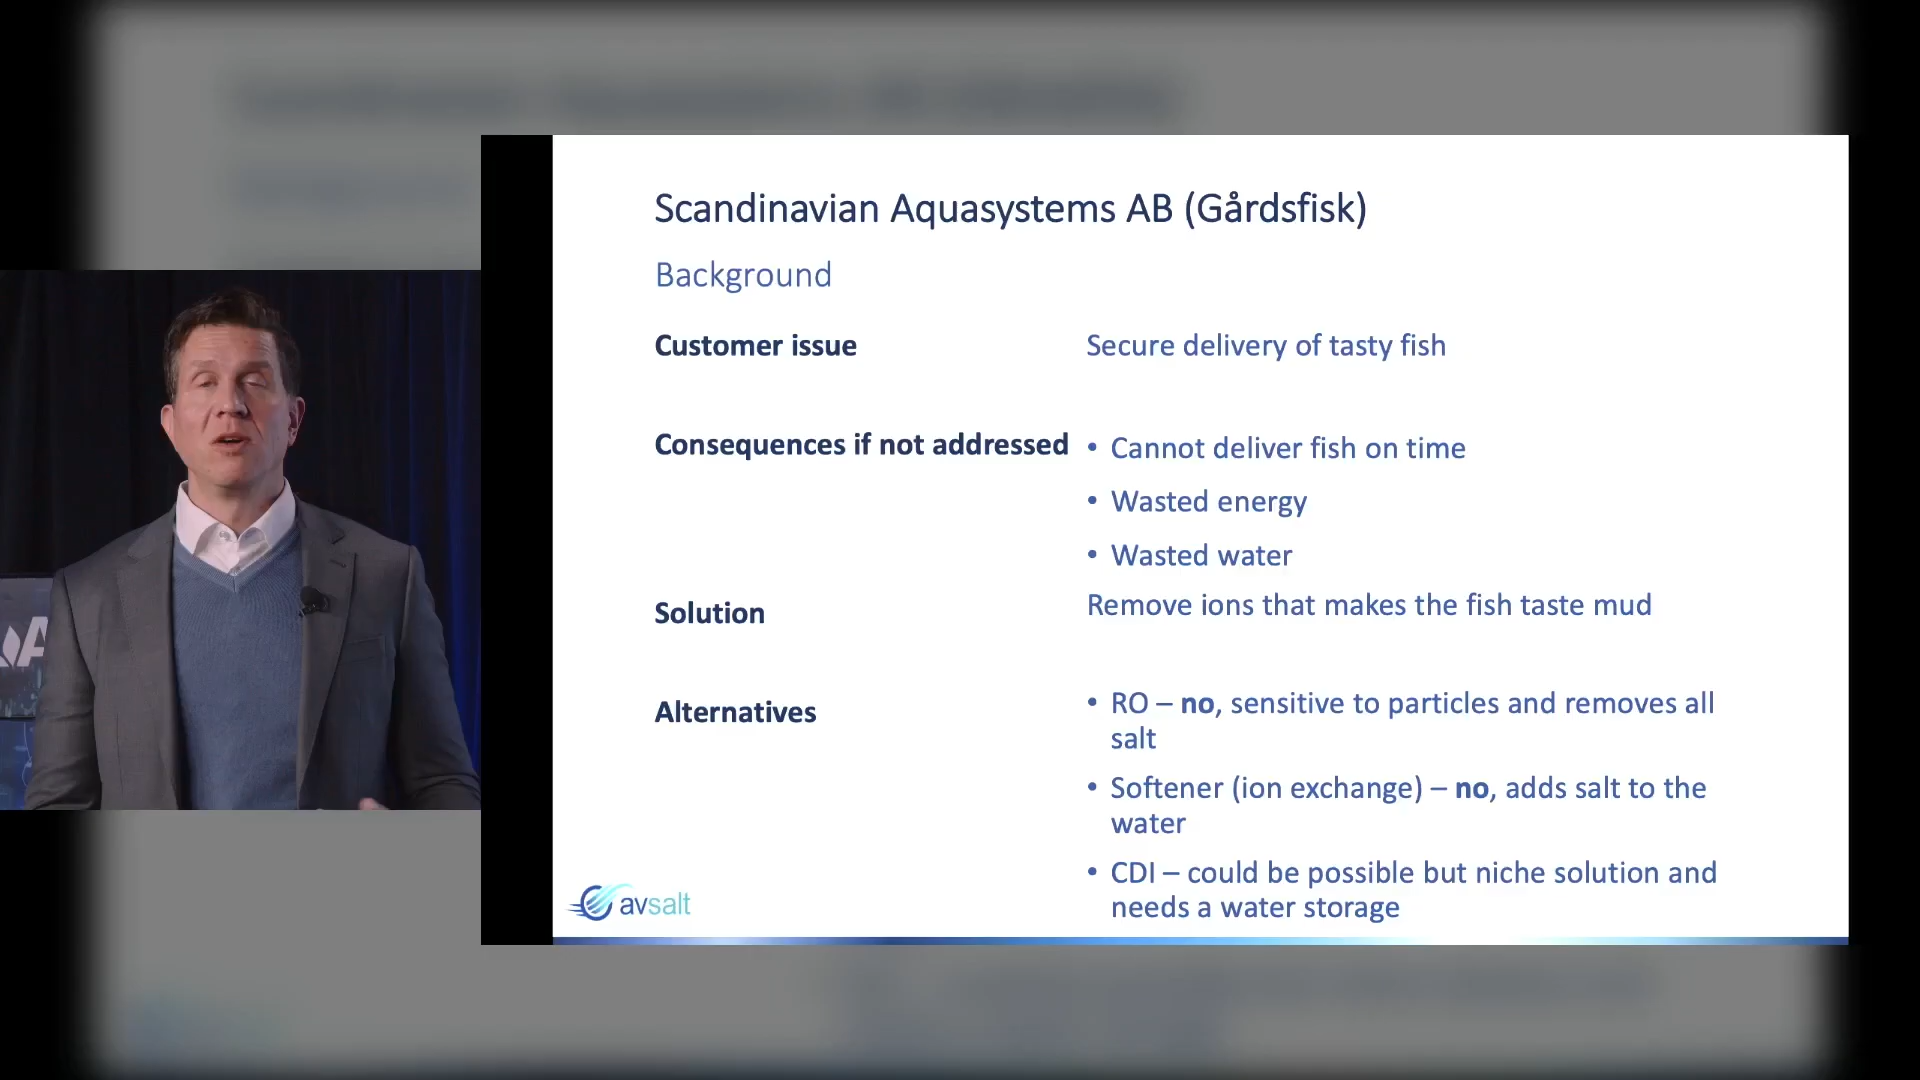 Scandinavian Aquasystems AB (Gårdsfisk)
Background
Customer issue
Secure delivery of tasty fish
Consequences if not addressed
• Cannot deliver fish on time
• Wasted energy
• Wasted water
Solution
Remove ions that makes the fish taste mud
Alternatives
• RO – no, sensitive to particles and removes all
salt
• Softener (ion exchange) – no, adds salt to the
water
• CDI – could be possible but niche solution and
needs a water storage
avsalt